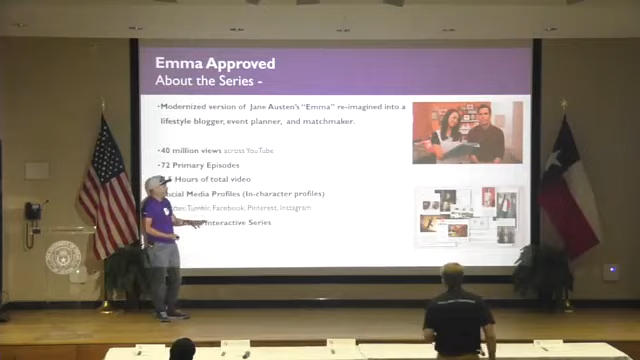 Emma Approved
About the Series -
•Modernized version of Jane Austen's "Emma" re-imagined into a
lifestyle blogger, event planner, and matchmaker.
•40 million views across YouTube
•72 Primary Episodes
Hours of total video
Social Media Profiles (In-character profiles)
Tumblr, Facebook, Pinterest, Instagram
Interactive Series